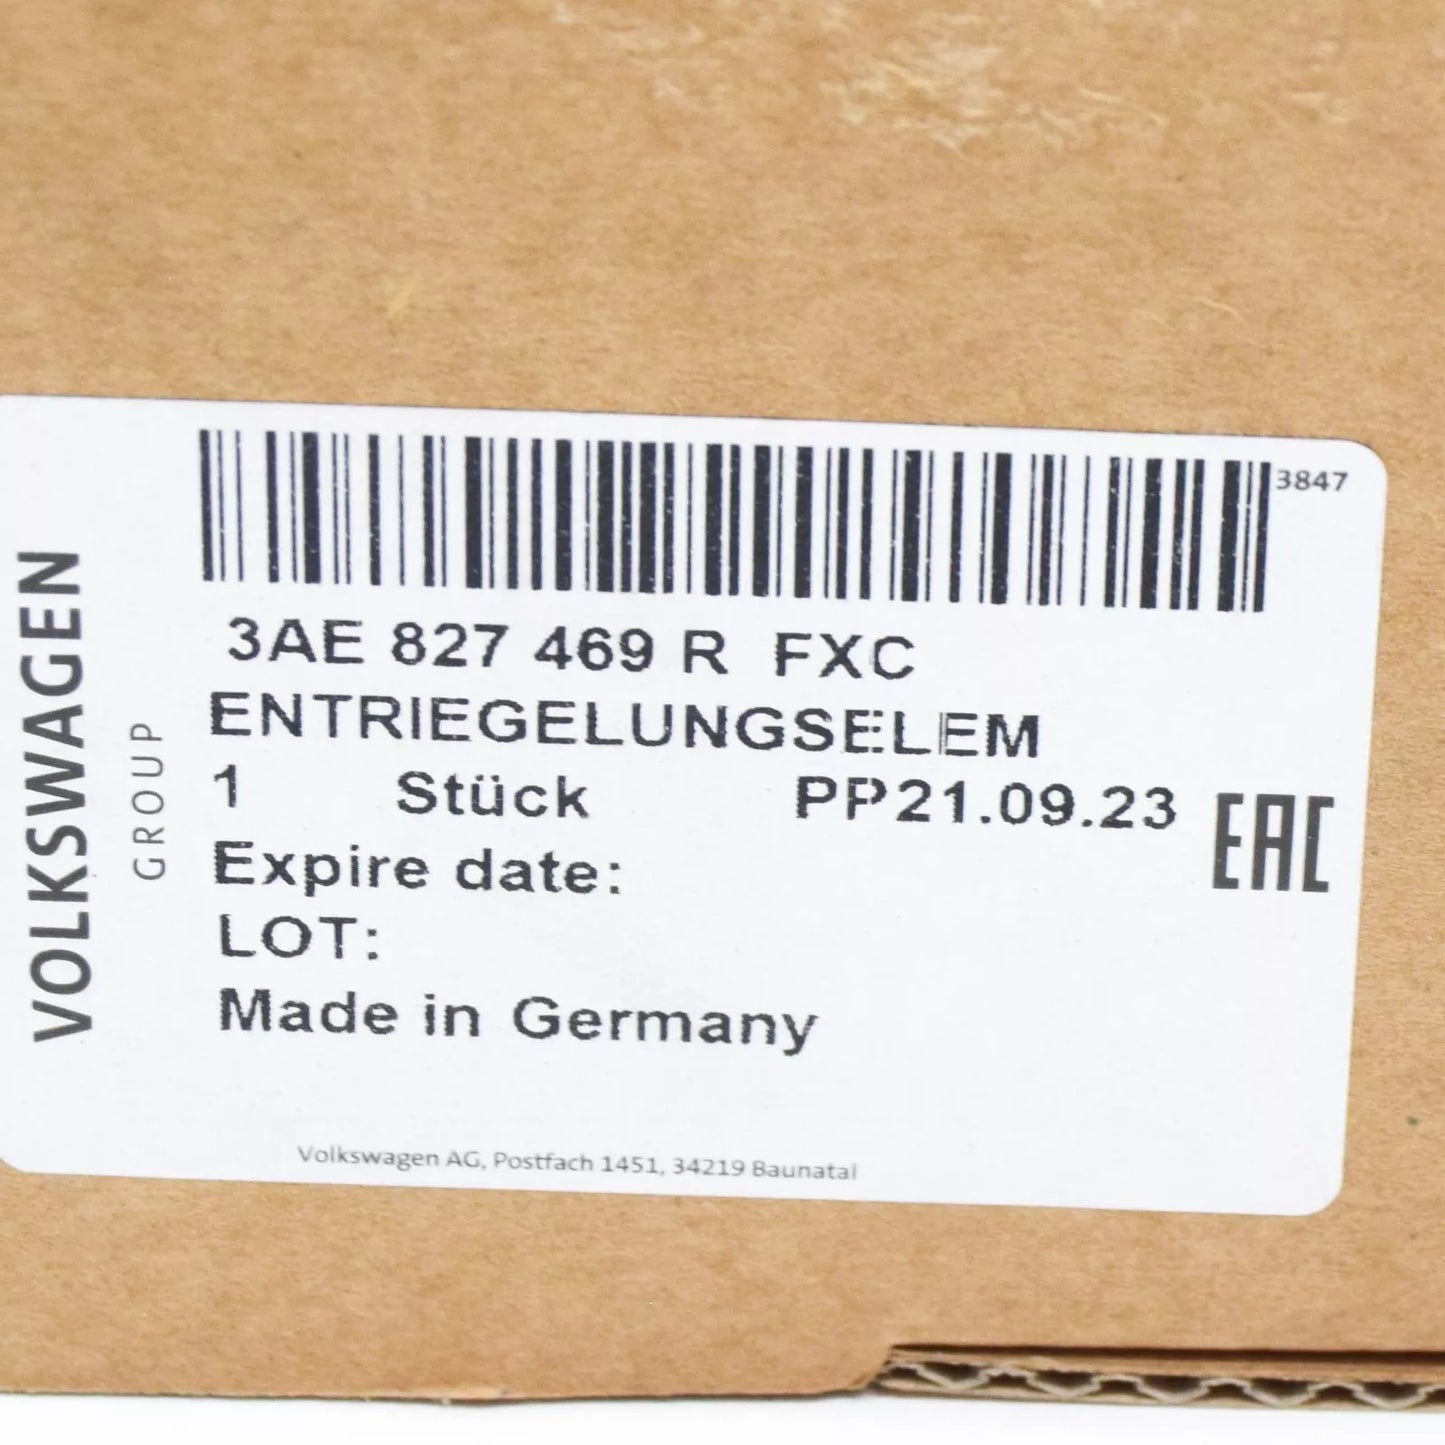 3847
3AE 827 469 R FXC
ENTRIEGELUNGSELEM
1 Stück PP21.09.23
EAC
Expire date:
LOT:
Made in Germany
Volkswagen AG, Postfach 1451, 34219 Baunatal
VOLKSWAGEN
GROUP